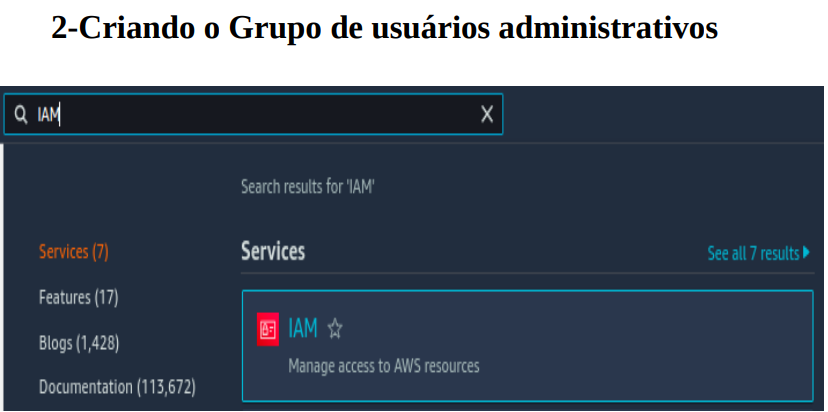 2-Criando o Grupo de usuários administrativos
IAM
Search results for 'IAM'
Services (7)
Features (17)
Blogs (1,428)
Documentation (113,672)
Services
See all 7 results
IAM
Manage access to AWS resources